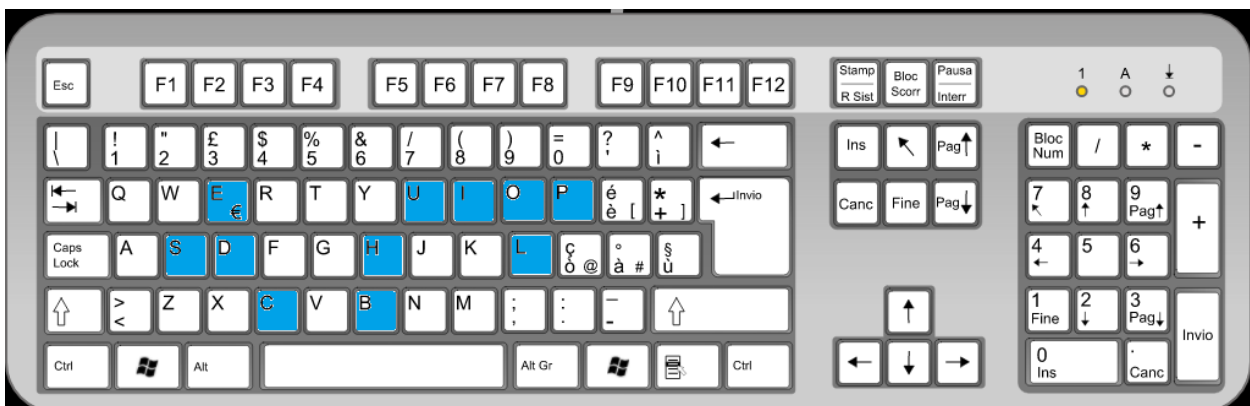 Esc F1 F2 F3 F4 F5 F6 F7 F8 F9 F10 F11 F12 Stamp R Sist Bloc Scorr Pausa Interr 1 A
| \ ! 1 " 2 £ 3 $ 4 % 5 & 6 / 7 ( 8 ) 9 = 0 ? ' ^ ì Ins Pag Bloc Num / * -
Q W E € R T Y U I O P é è [ * + ] Invio Canc Fine Pag 7 8 9 Pag +
Caps Lock A S D F G H J K L ç ò @ ° à # § ù 4 5 6
> < Z X C V B N M ; , : . _ - 1 Fine 2 3 Pag Invio
Ctrl Alt Alt Gr Ctrl 0 Ins . Canc